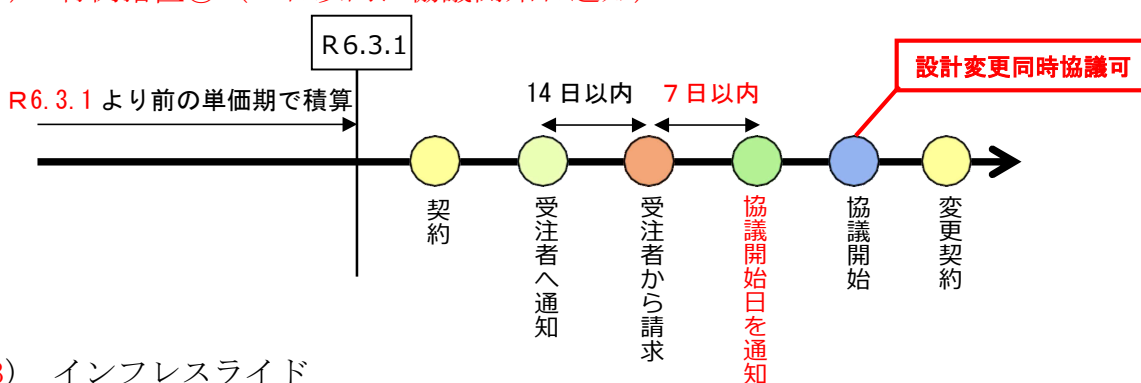 R6.3.1
設計変更同時協議可
R6.3.1より前の単価期で積算
14日以内
7日以内
契約
受注者へ通知
受注者から請求
協議開始日を通知
協議開始
変更契約
） インフレスライド